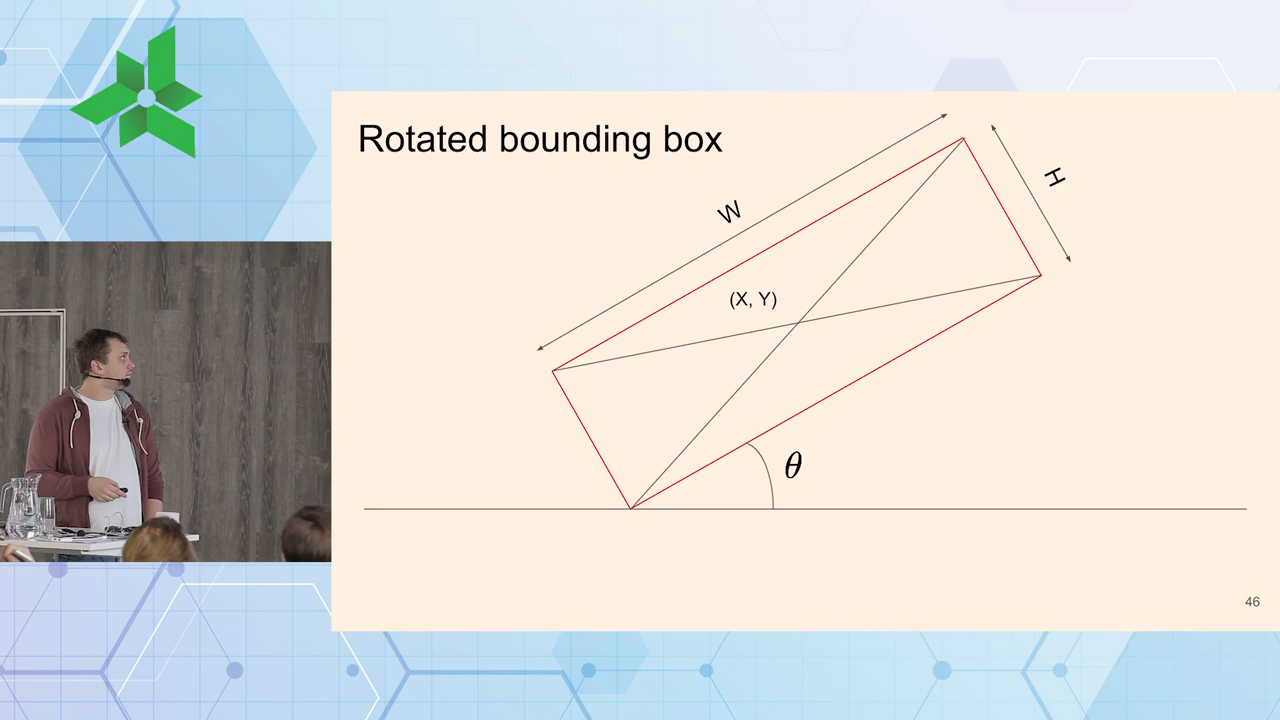 Rotated bounding box
W
H
(X, Y)
θ
46